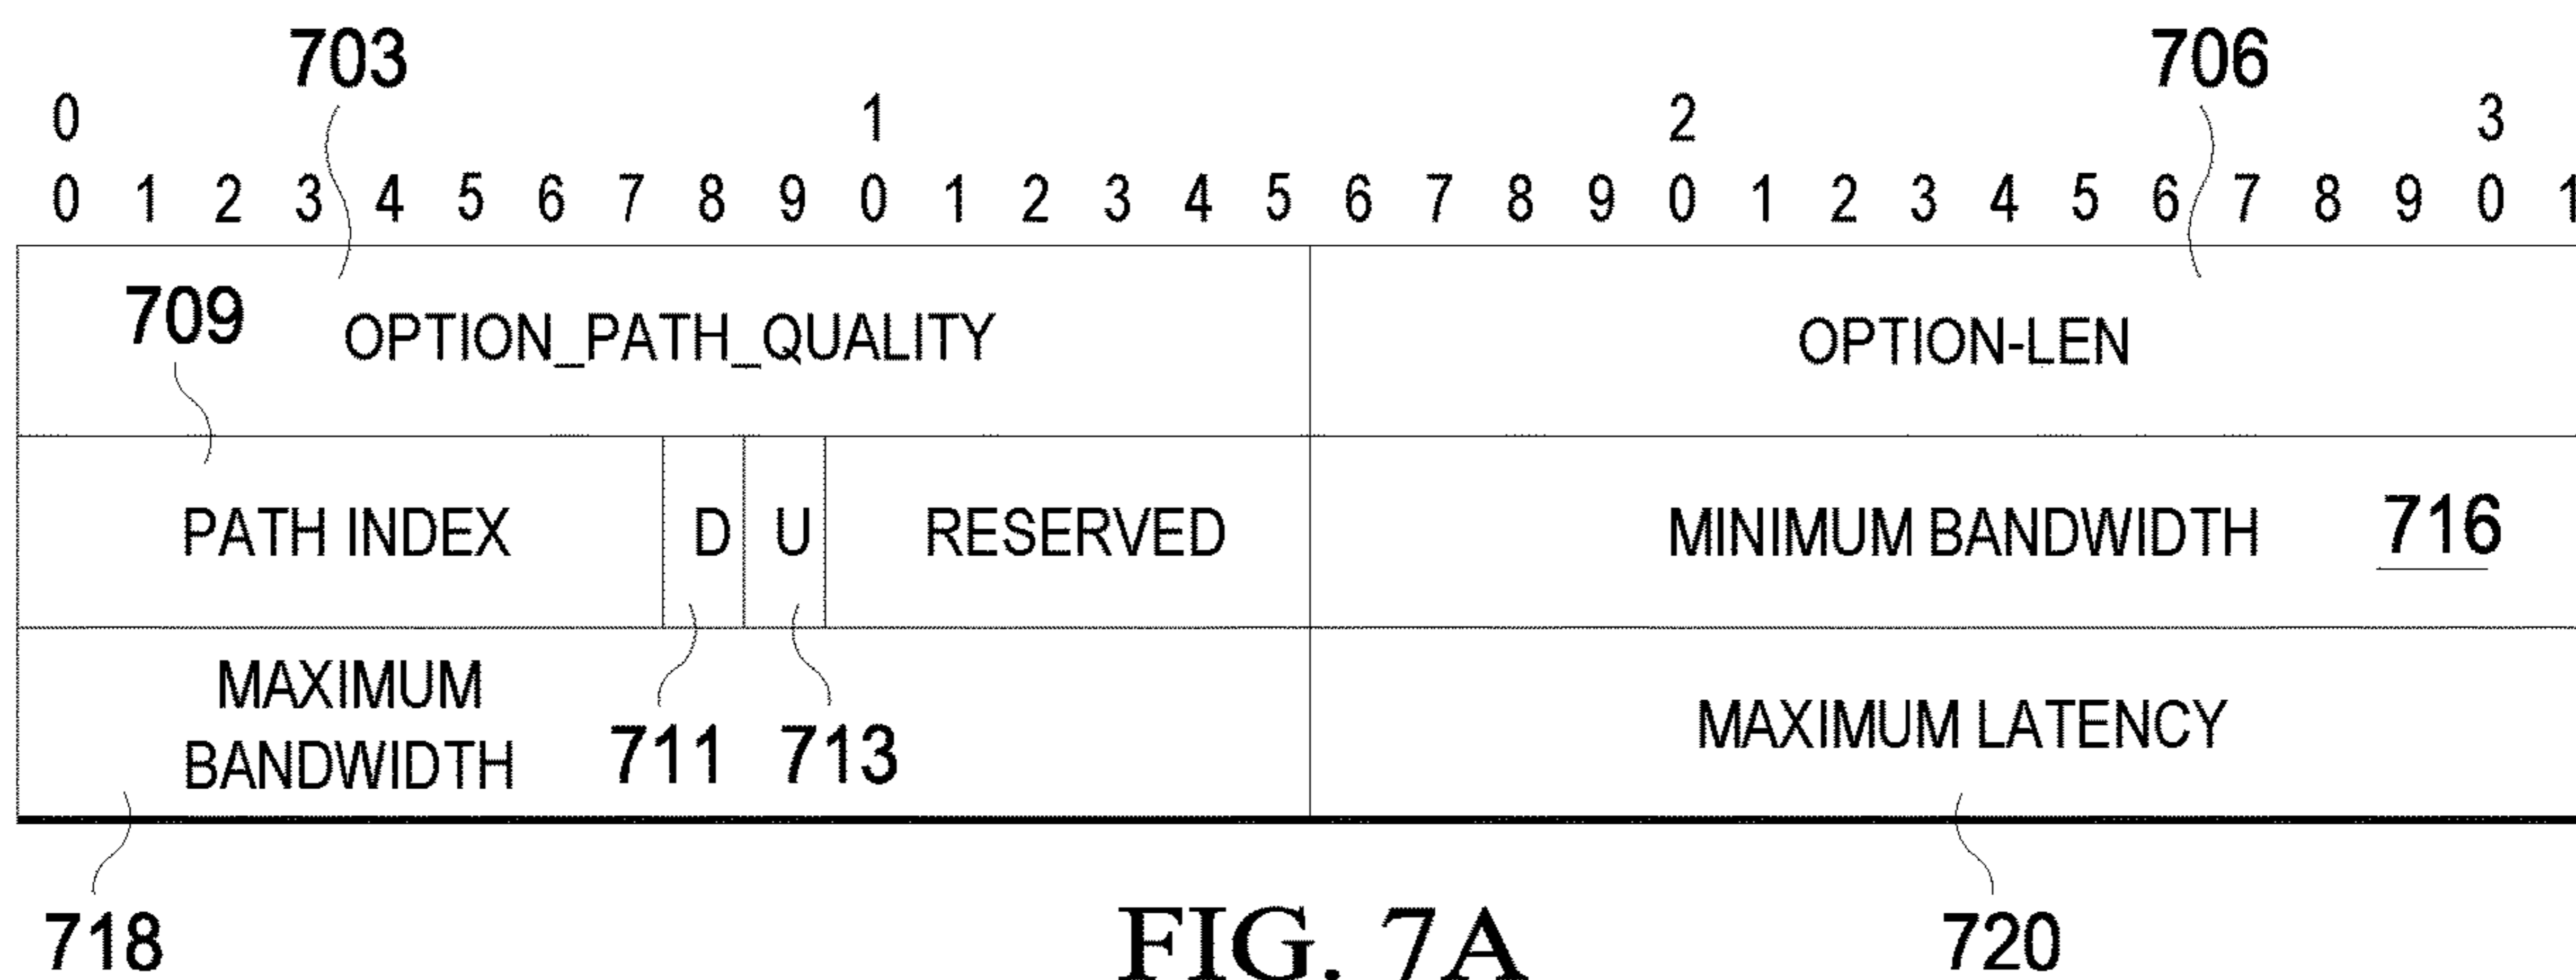 703 706
0 1 2 3
0 1 2 3 4 5 6 7 8 9 0 1 2 3 4 5 6 7 8 9 0 1 2 3 4 5 6 7 8 9 0 1
709
OPTION_PATH_QUALITY OPTION-LEN
PATH INDEX D U RESERVED MINIMUM BANDWIDTH 716
MAXIMUM
BANDWIDTH
711 713
MAXIMUM LATENCY
718
FIG. 7A
720